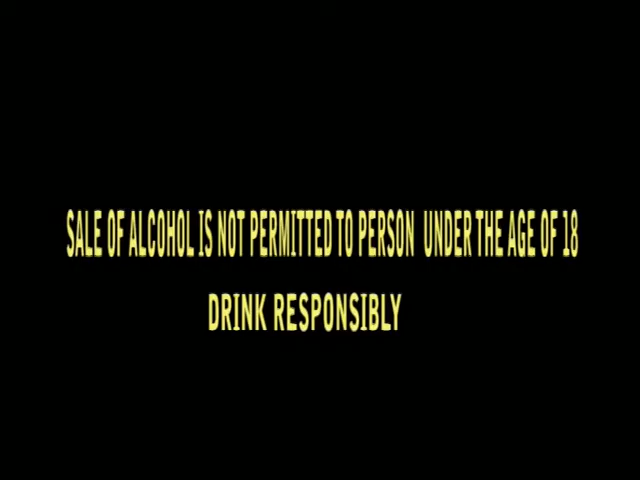 SALE OF ALCOHOL IS NOT PERMITTED TO PERSON UNDER THE AGE OF 18
DRINK RESPONSIBLY